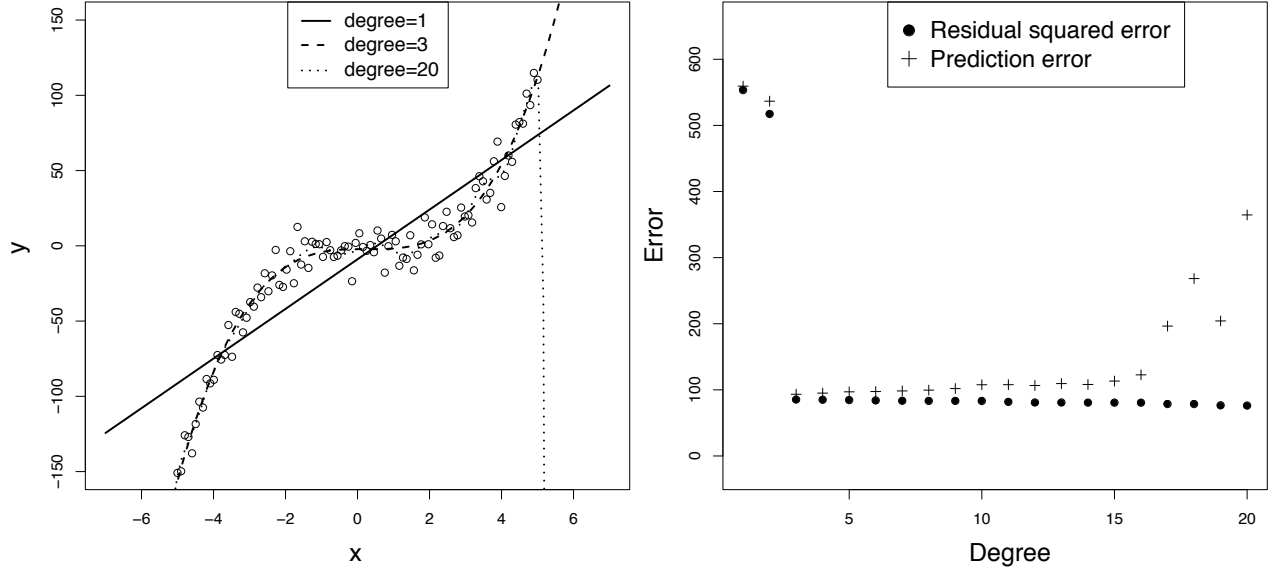 degree=1
degree=3
degree=20
150
100
50
0
−50
−100
−150
y
−6 −4 −2 0 2 4 6
x
Residual squared error
Prediction error
600
500
400
300
200
100
0
Error
5 10 15 20
Degree